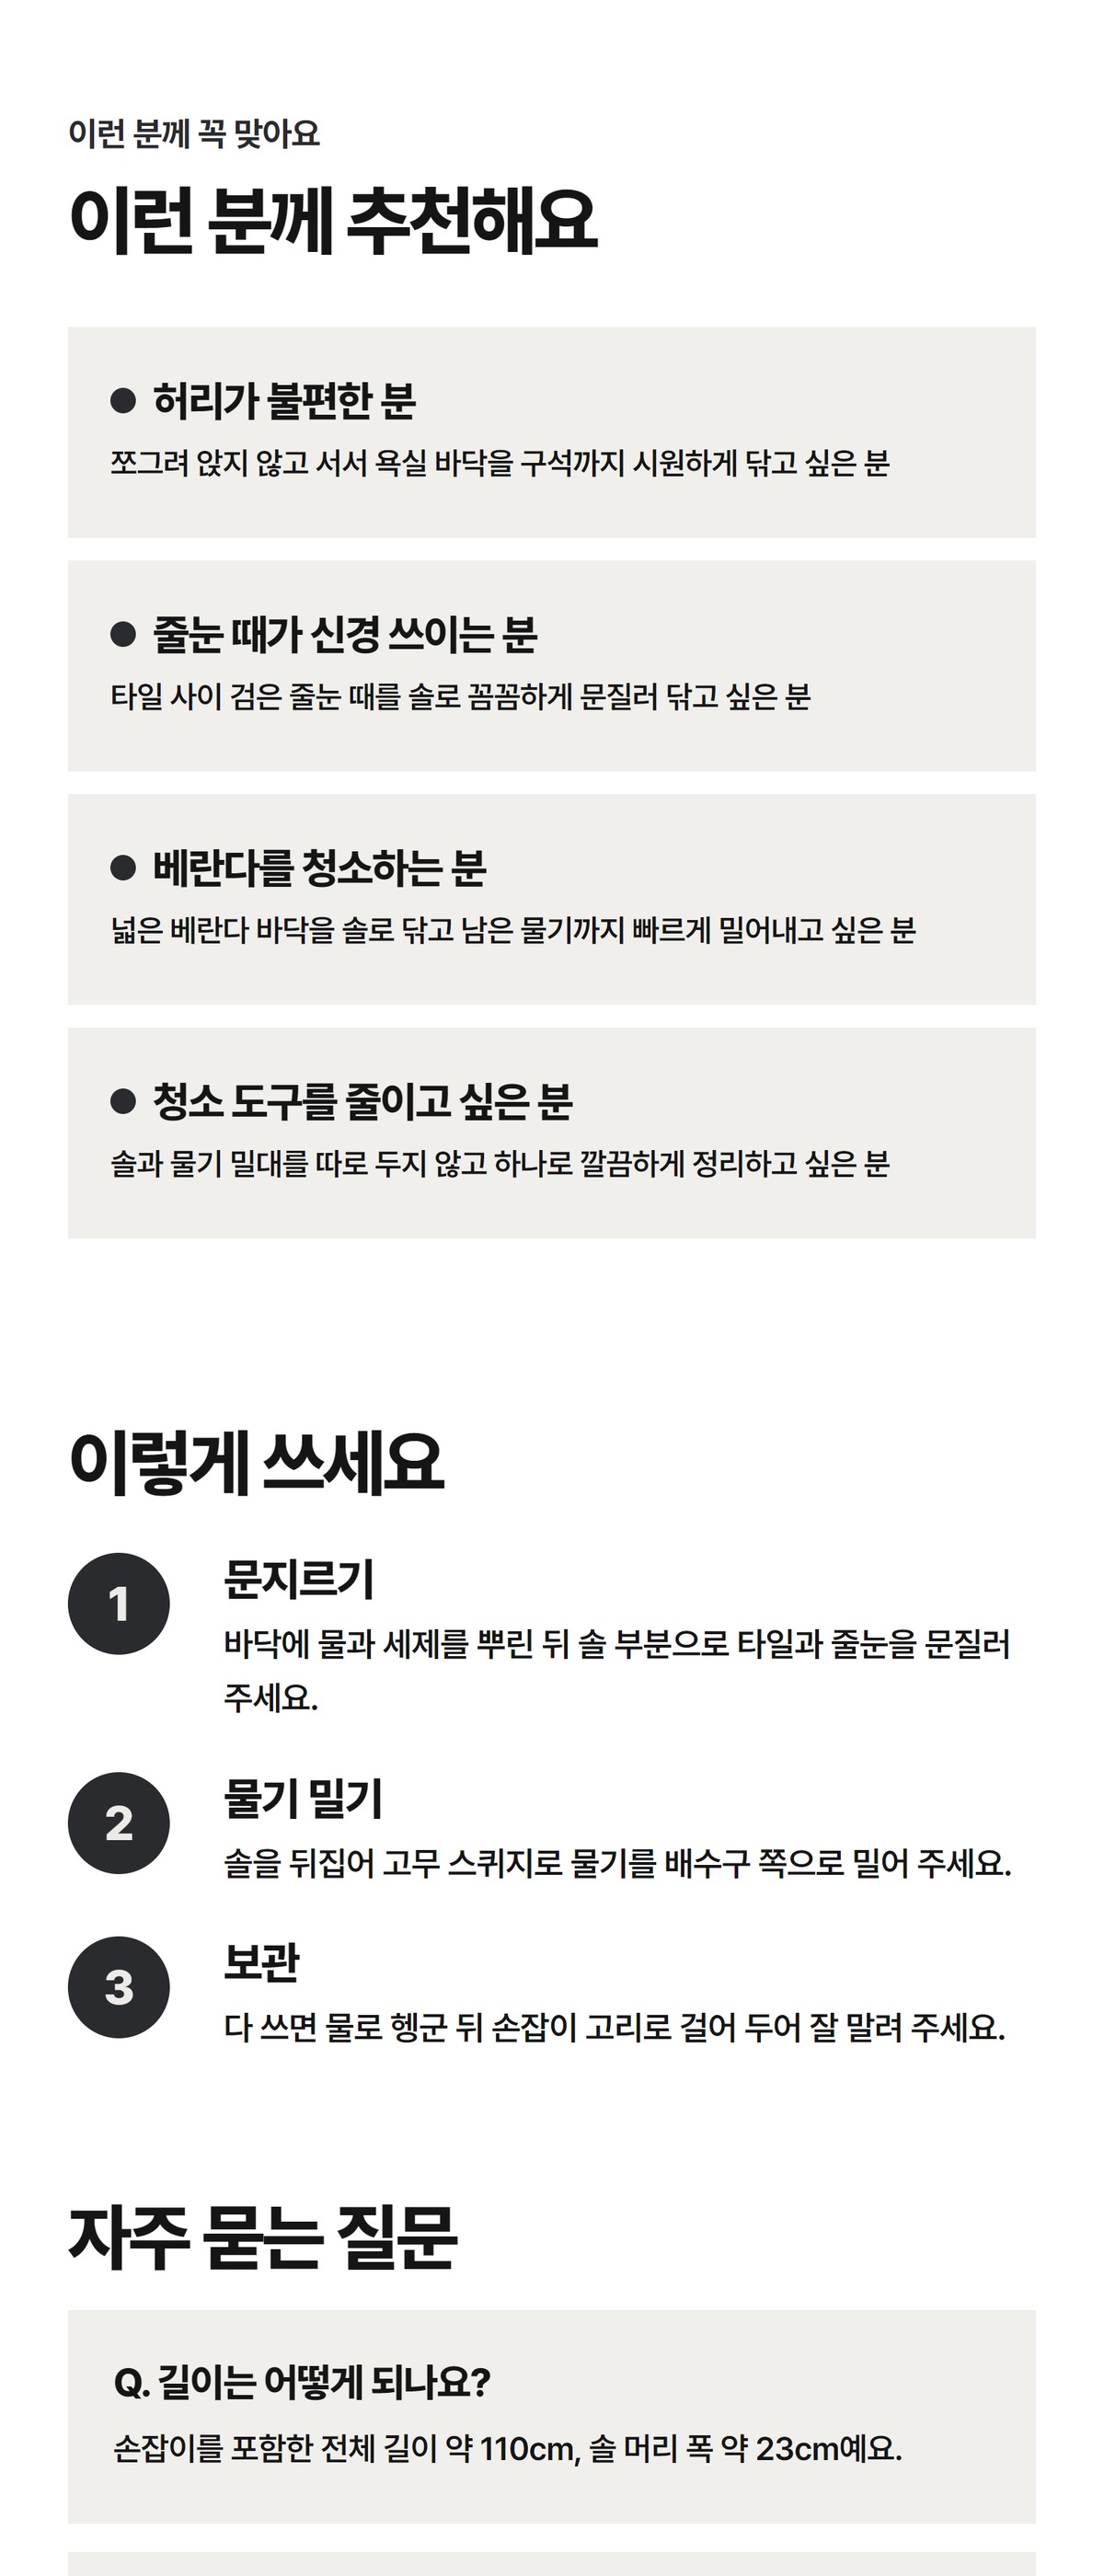 이런 분께 꼭 맞아요
이런 분께 추천해요
허리가 불편한 분
쪼그려 앉지 않고 서서 욕실 바닥을 구석까지 시원하게 닦고 싶은 분
줄눈 때가 신경 쓰이는 분
타일 사이 검은 줄눈 때를 솔로 꼼꼼하게 문질러 닦고 싶은 분
베란다를 청소하는 분
넓은 베란다 바닥을 솔로 닦고 남은 물기까지 빠르게 밀어내고 싶은 분
청소 도구를 줄이고 싶은 분
솔과 물기 밀대를 따로 두지 않고 하나로 깔끔하게 정리하고 싶은 분
이렇게 쓰세요
1
문지르기
바닥에 물과 세제를 뿌린 뒤 솔 부분으로 타일과 줄눈을 문질러
주세요.
2
물기 밀기
솔을 뒤집어 고무 스퀴지로 물기를 배수구 쪽으로 밀어 주세요.
3
보관
다 쓰면 물로 헹군 뒤 손잡이 고리로 걸어 두어 잘 말려 주세요.
자주 묻는 질문
Q. 길이는 어떻게 되나요?
손잡이를 포함한 전체 길이 약 110cm, 솔 머리 폭 약 23cm예요.